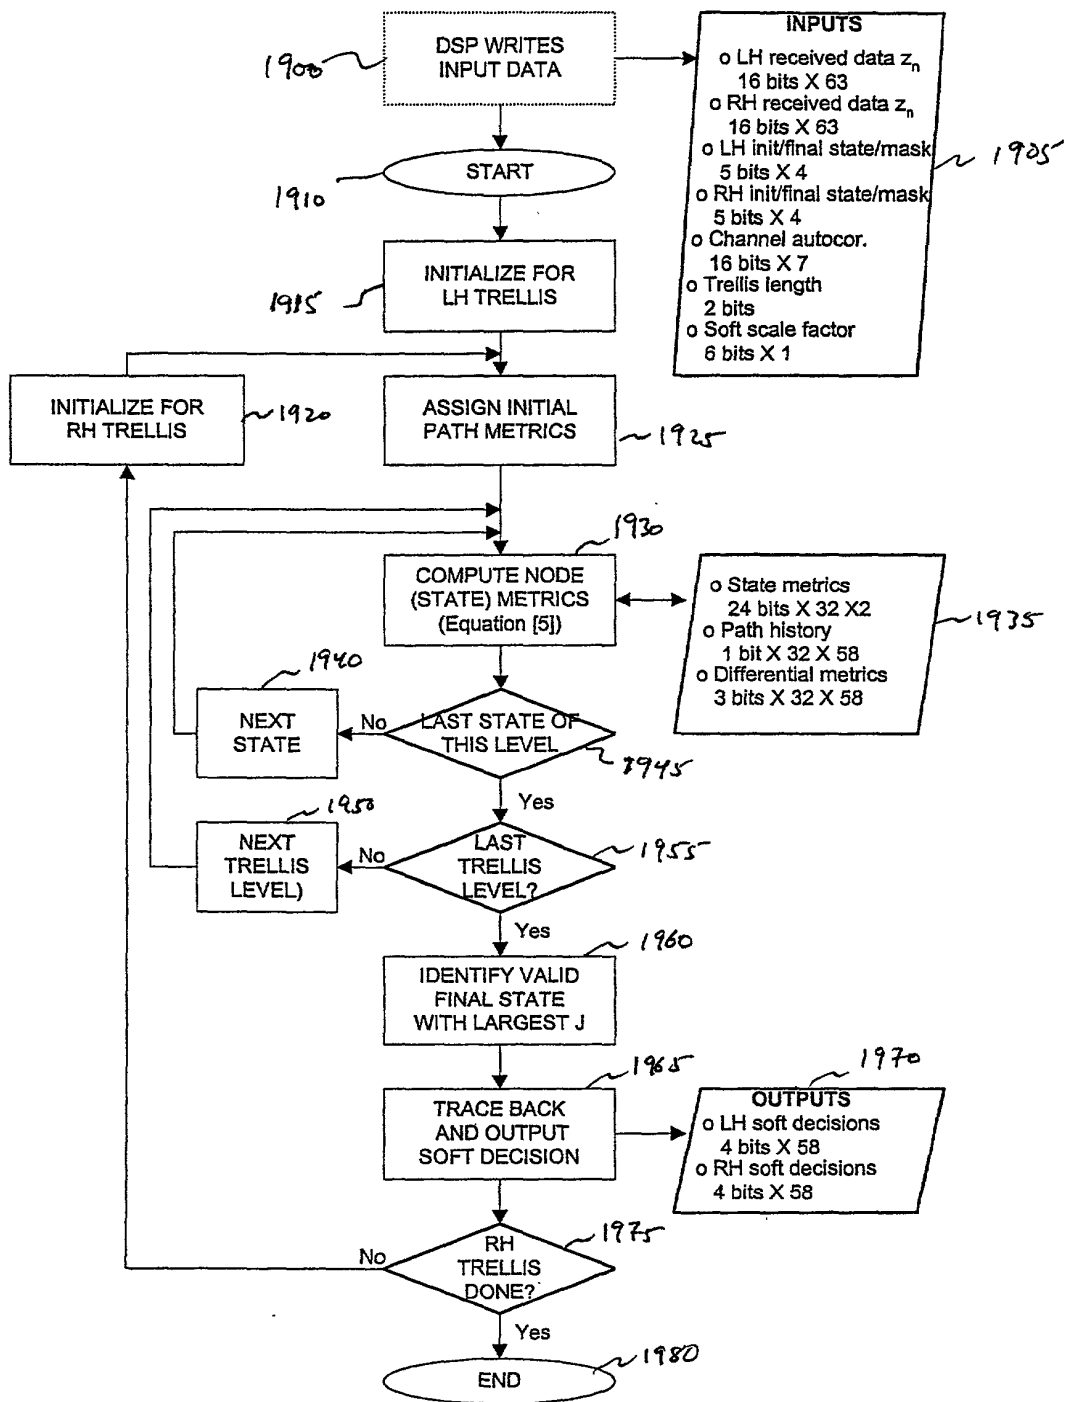 DSP WRITES
INPUT DATA
1900
INPUTS
o LH received data zn
16 bits X 63
o RH received data zn
16 bits X 63
o LH init/final state/mask
5 bits X 4
o RH init/final state/mask
5 bits X 4
o Channel autocor.
16 bits X 7
o Trellis length
2 bits
o Soft scale factor
6 bits X 1
1905
START
1910
INITIALIZE FOR
LH TRELLIS
1915
INITIALIZE FOR
RH TRELLIS
1920
ASSIGN INITIAL
PATH METRICS
1925
1930
COMPUTE NODE
(STATE) METRICS
(Equation [5])
o State metrics
24 bits X 32 X2
o Path history
1 bit X 32 X 58
o Differential metrics
3 bits X 32 X 58
1935
1940
NEXT
STATE
No
LAST STATE OF
THIS LEVEL
1945
Yes
1950
NEXT
TRELLIS
LEVEL)
No
LAST
TRELLIS
LEVEL?
1955
Yes
1960
IDENTIFY VALID
FINAL STATE
WITH LARGEST J
1965
TRACE BACK
AND OUTPUT
SOFT DECISION
1970
OUTPUTS
o LH soft decisions
4 bits X 58
o RH soft decisions
4 bits X 58
1975
No
RH
TRELLIS
DONE?
Yes
END
1980